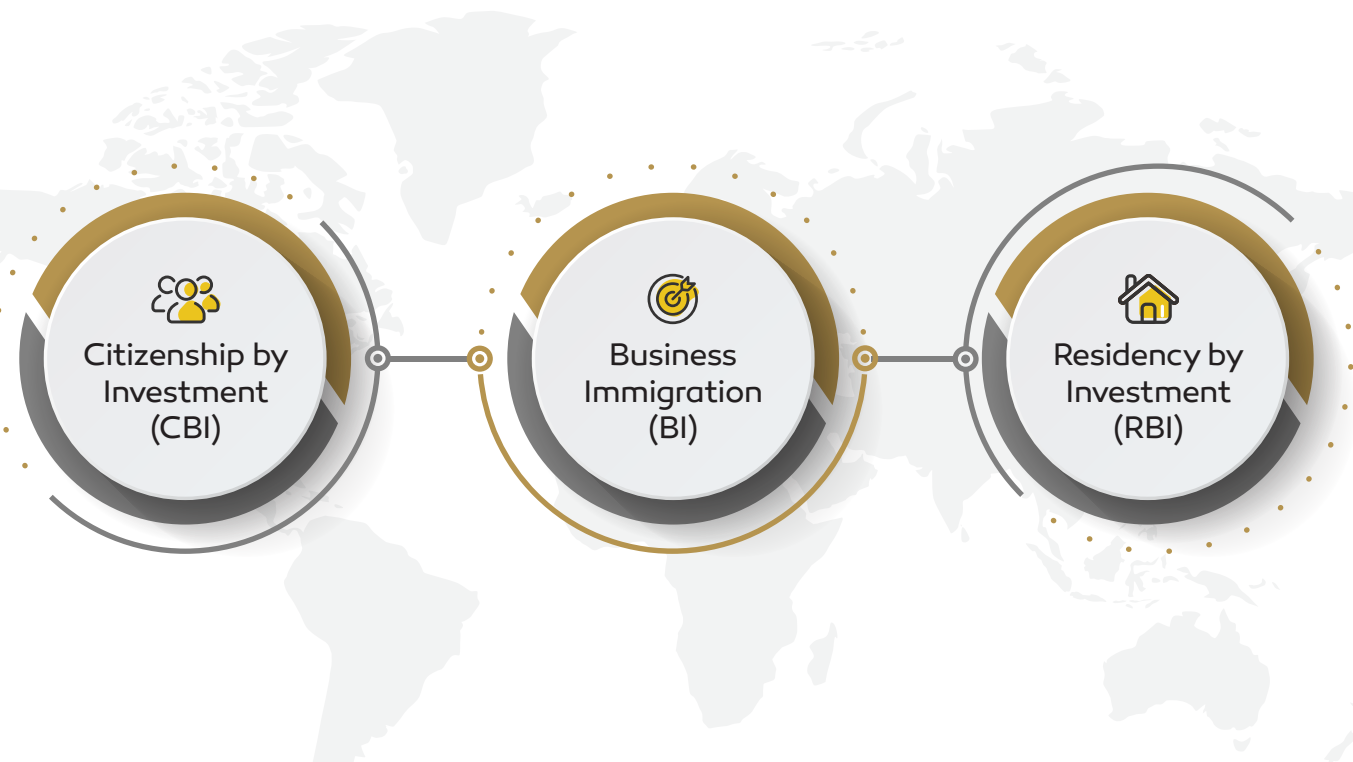 Citizenship by
Investment
(CBI)
Business
Immigration
(BI)
Residency by
Investment
(RBI)